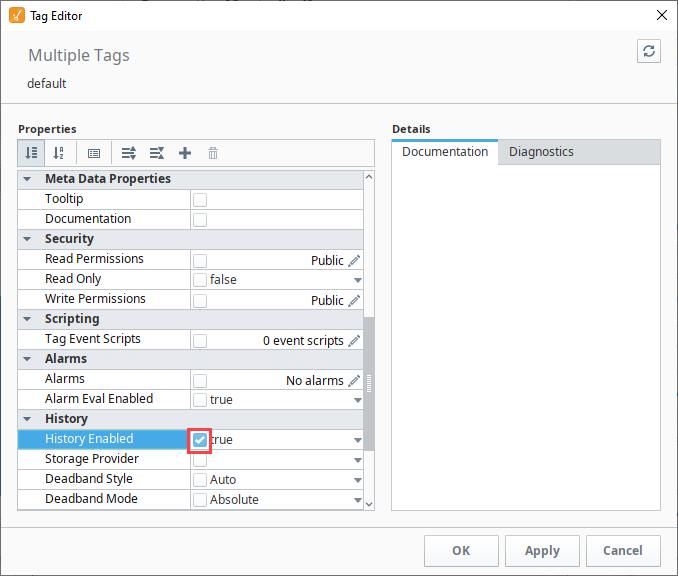 Tag Editor
Multiple Tags
default
Properties
Details
Documentation
Diagnostics
Meta Data Properties
Tooltip
Documentation
Security
Read Permissions Public
Read Only false
Write Permissions Public
Scripting
Tag Event Scripts 0 event scripts
Alarms
Alarms No alarms
Alarm Eval Enabled true
History
History Enabled true
Storage Provider
Deadband Style Auto
Deadband Mode Absolute
OK
Apply
Cancel